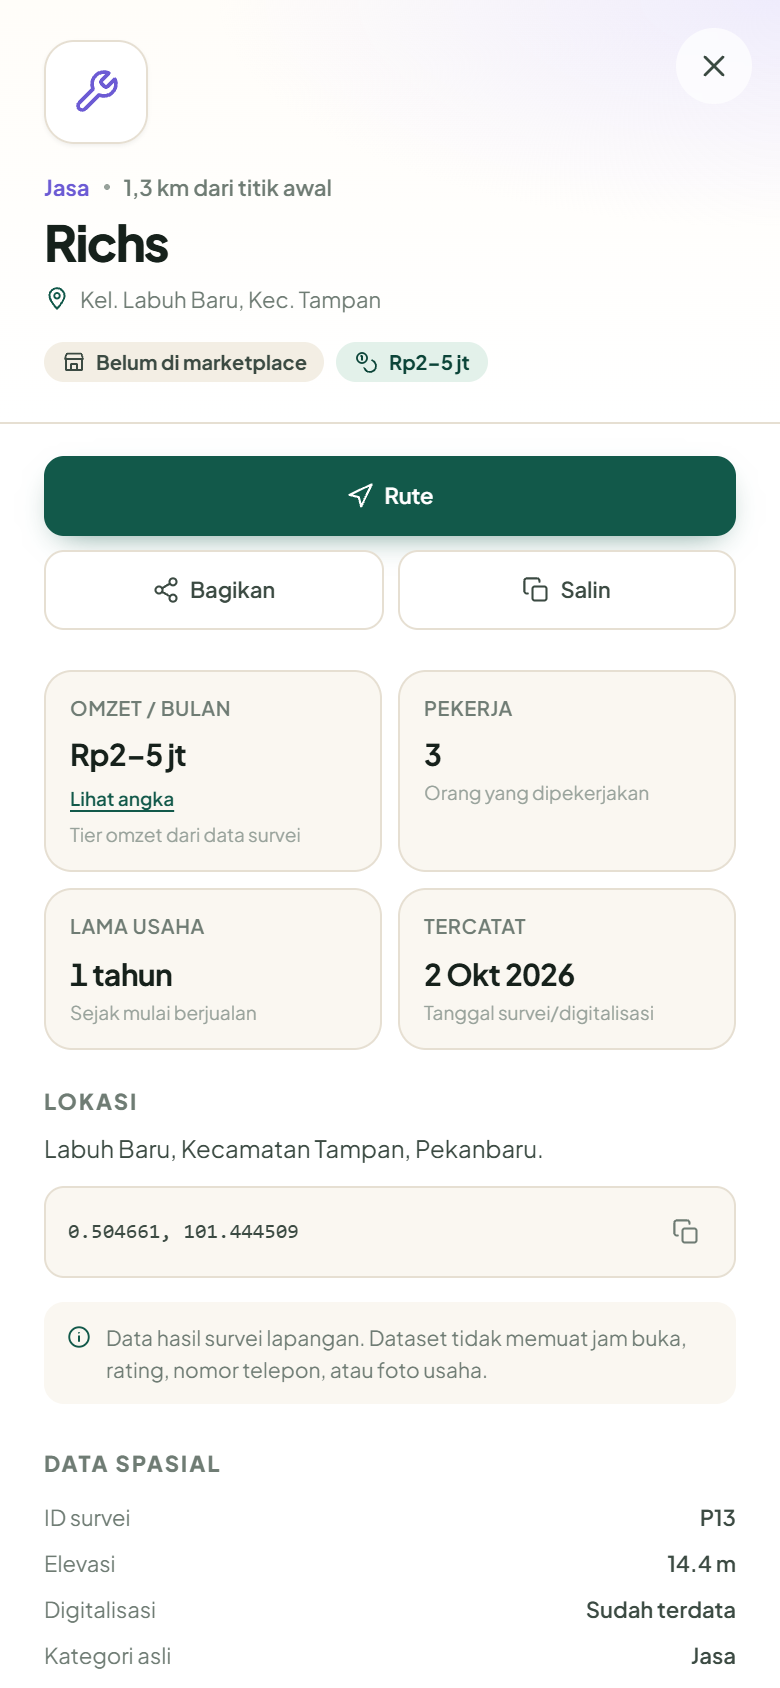 Jasa • 1,3 km dari titik awal
Richs
Kel. Labuh Baru, Kec. Tampan
Belum di marketplace
Rp2–5 jt
Rute
Bagikan
Salin
OMZET / BULAN
Rp2–5 jt
Lihat angka
Tier omzet dari data survei
PEKERJA
3
Orang yang dipekerjakan
LAMA USAHA
1 tahun
Sejak mulai berjualan
TERCATAT
2 Okt 2026
Tanggal survei/digitalisasi
LOKASI
Labuh Baru, Kecamatan Tampan, Pekanbaru.
0.504661, 101.444509
Data hasil survei lapangan. Dataset tidak memuat jam buka,
rating, nomor telepon, atau foto usaha.
DATA SPASIAL
ID survei P13
Elevasi 14.4 m
Digitalisasi Sudah terdata
Kategori asli Jasa